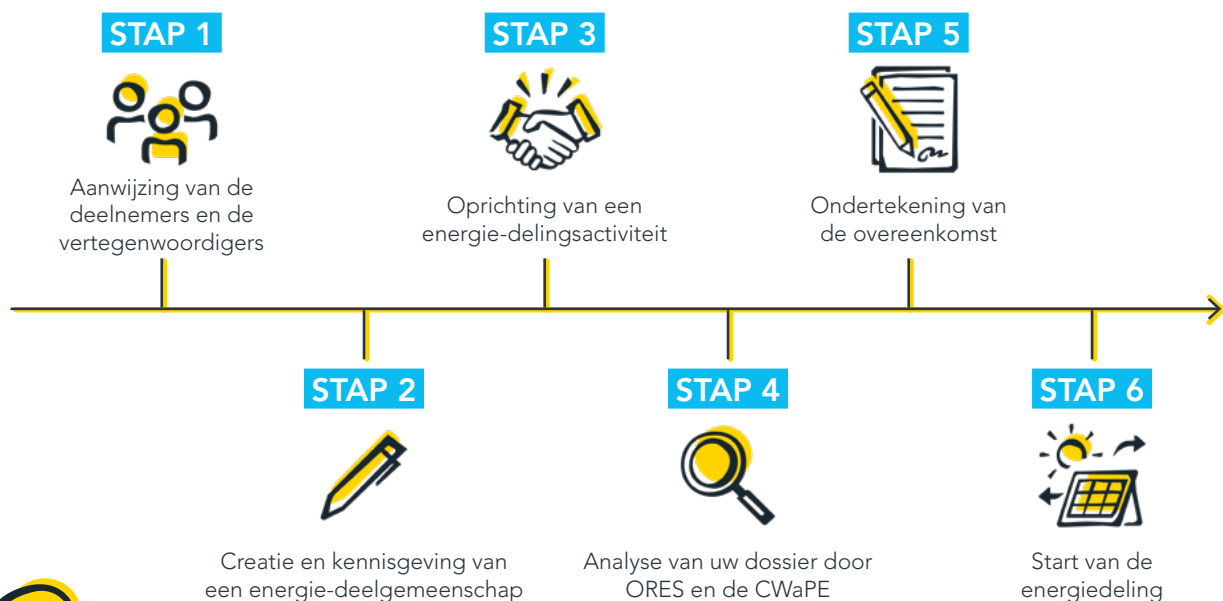 STAP 1
Aanwijzing van de
deelnemers en de
vertegenwoordigers
STAP 2
Creatie en kennisgeving van
een energie-deelgemeenschap
STAP 3
Oprichting van een
energie-delingsactiviteit
STAP 4
Analyse van uw dossier door
ORES en de CWaPE
STAP 5
Ondertekening van
de overeenkomst
STAP 6
Start van de
energiedeling